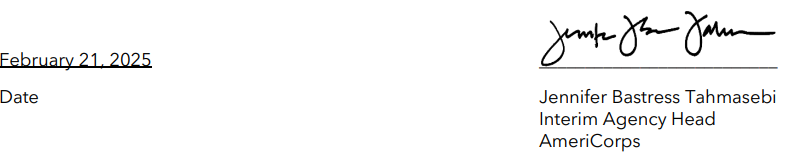 February 21, 2025
Date
Jennifer Bastress Tahmasebi
Interim Agency Head
AmeriCorps